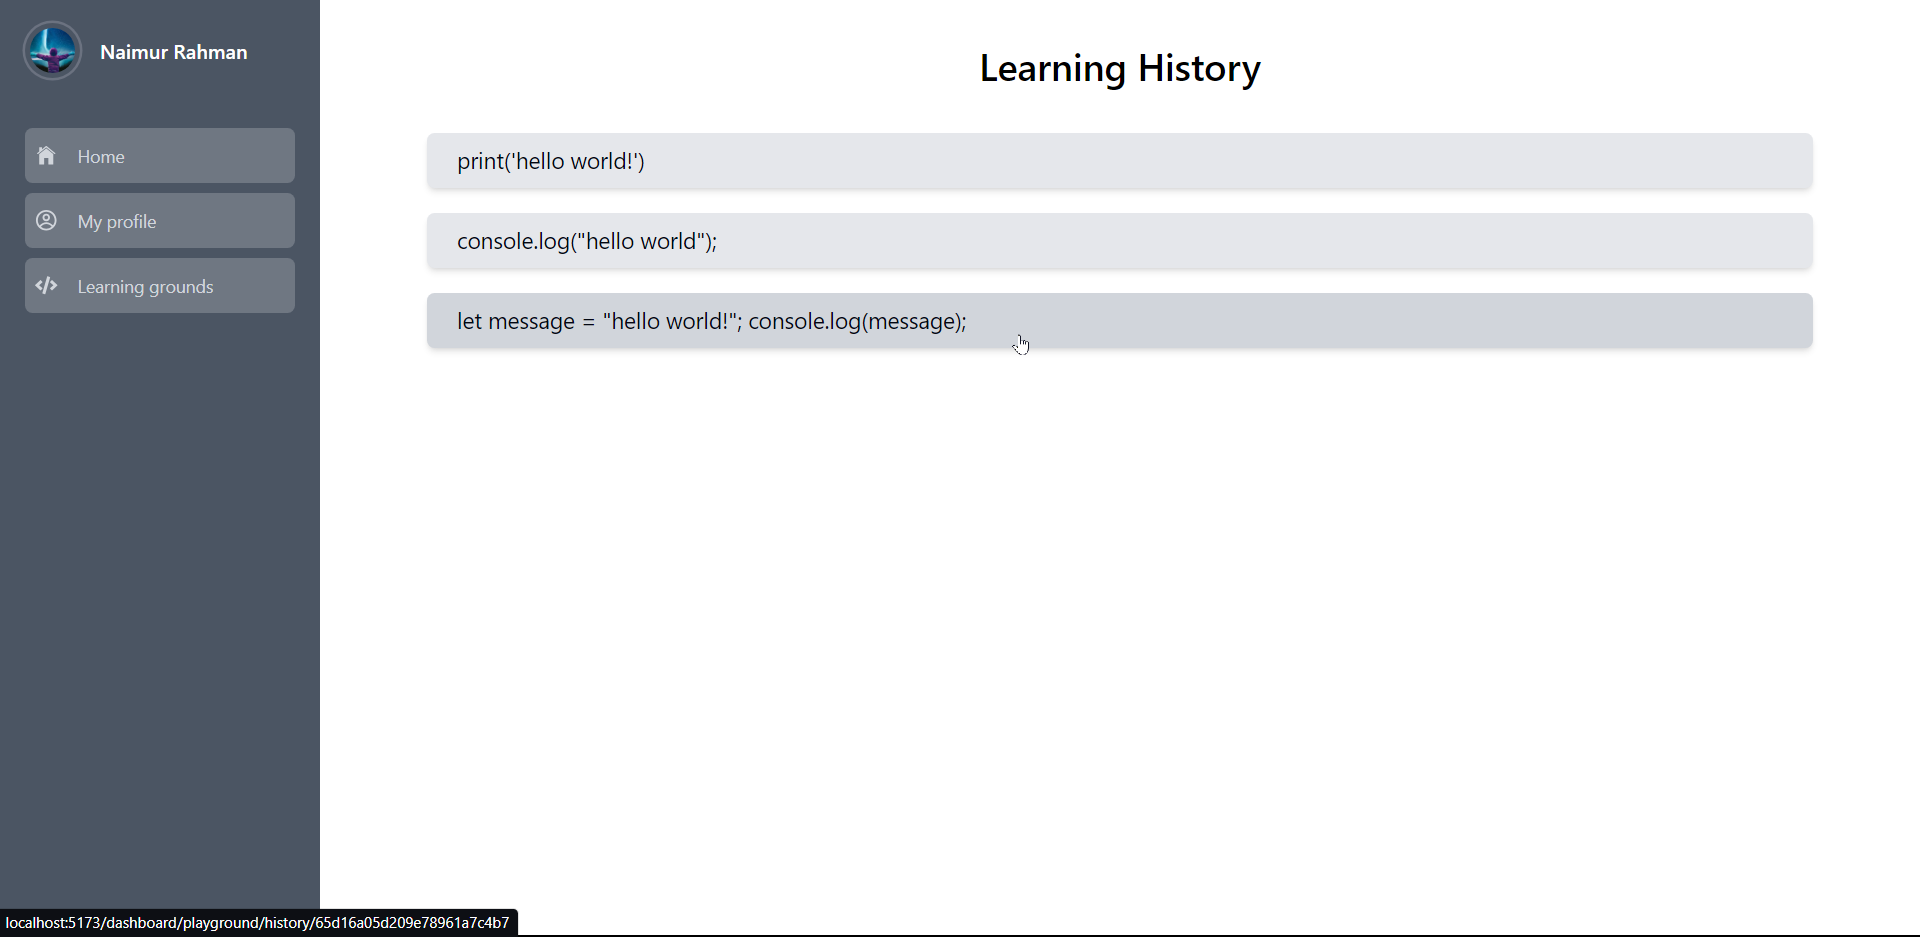 Naimur Rahman
Home
My profile
Learning grounds
Learning History
print('hello world!')
console.log("hello world");
let message = "hello world!"; console.log(message);
localhost:5173/dashboard/playground/history/65d16a05d209e78961a7c4b7